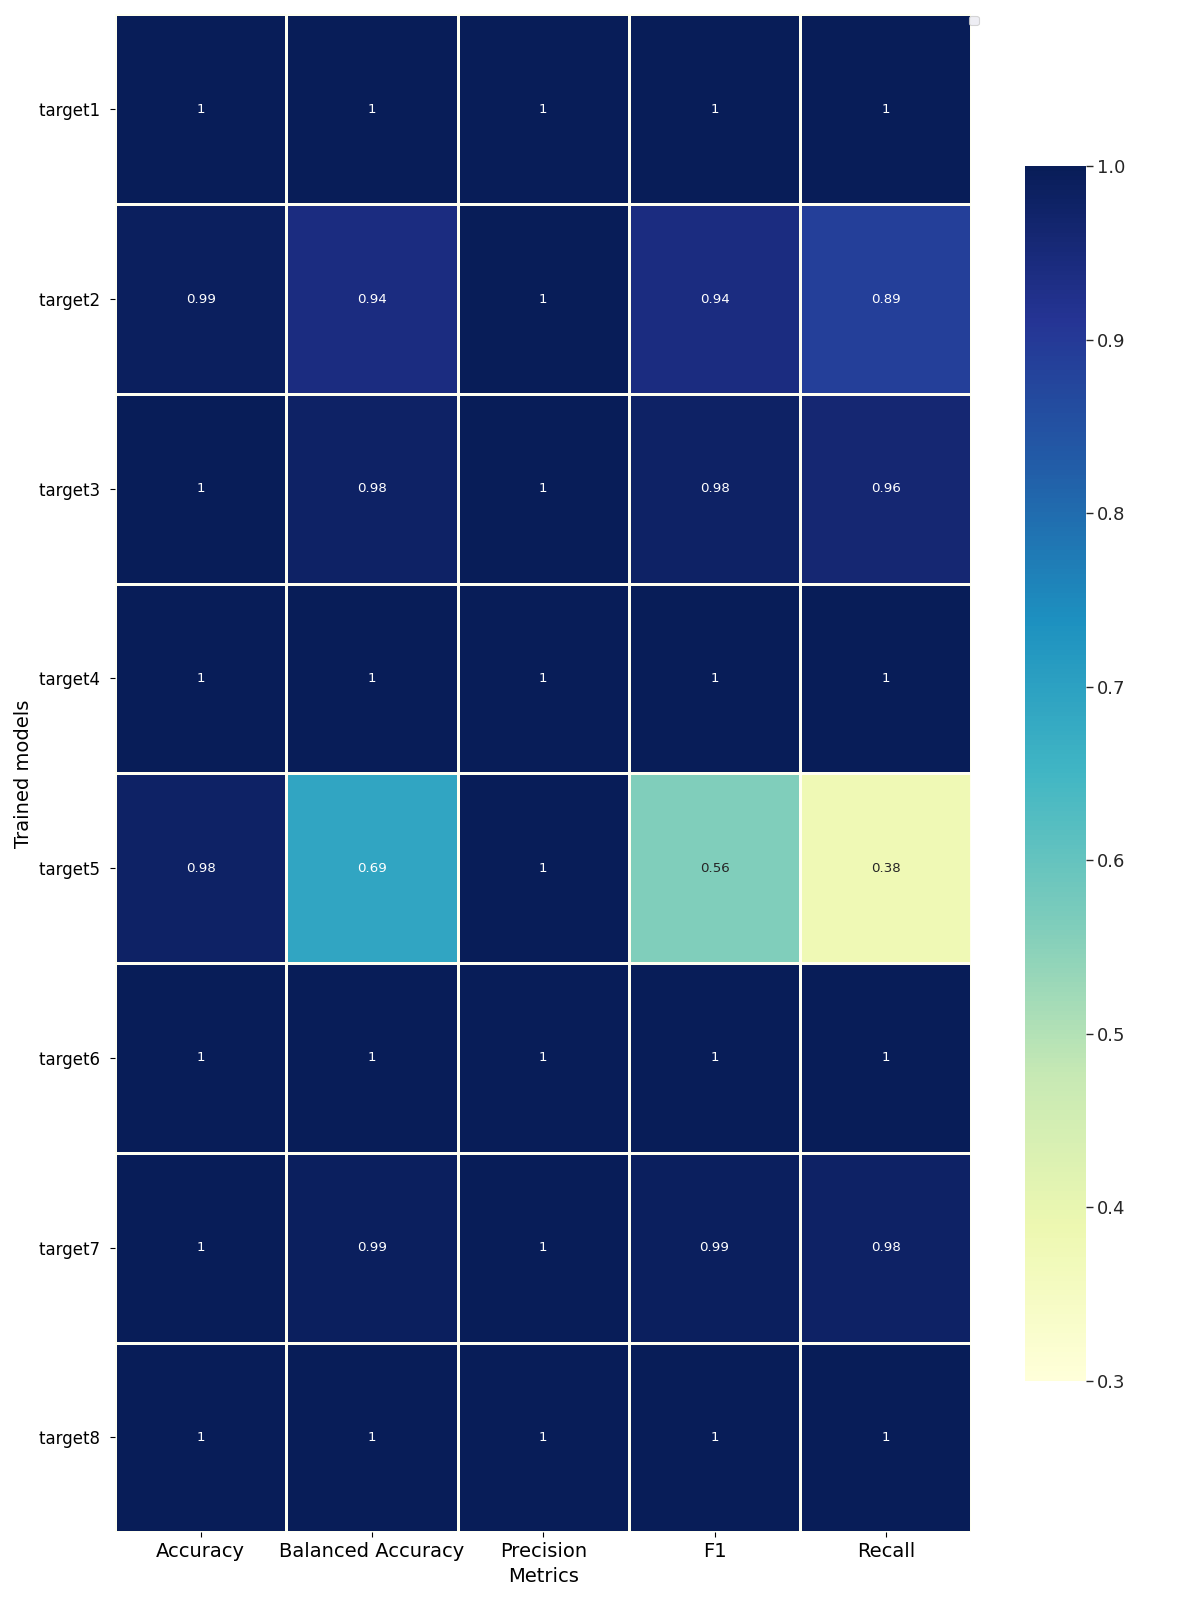 target1 1 1 1 1 1
target2 0.99 0.94 1 0.94 0.89
target3 1 0.98 1 0.98 0.96
target4 1 1 1 1 1
target5 0.98 0.69 1 0.56 0.38
target6 1 1 1 1 1
target7 1 0.99 1 0.99 0.98
target8 1 1 1 1 1
Trained models
Accuracy Balanced Accuracy Precision F1 Recall
Metrics
1.0
0.9
0.8
0.7
0.6
0.5
0.4
0.3